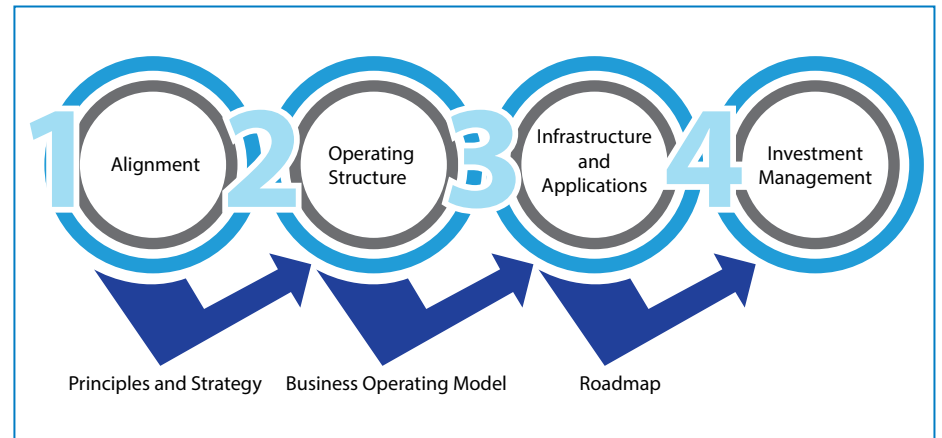 1
Alignment
2
Operating
Structure
3
Infrastructure
and
Applications
4
Investment
Management
Principles and Strategy
Business Operating Model
Roadmap